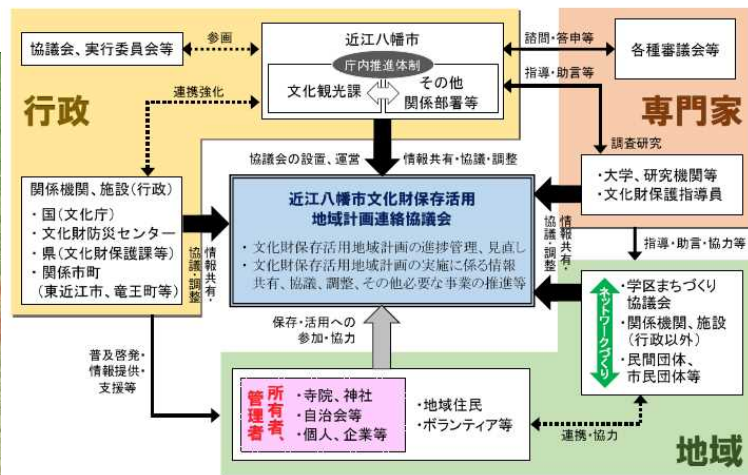 協議会、実行委員会等
参画
近江八幡市
庁内推進体制
文化観光課
その他
関係部署等
諮問・答申等
各種審議会等
指導・助言等
行政
連携強化
専門家
調査研究
協議会の設置、運営
情報共有・協議・調整
・大学、研究機関等
・文化財保護指導員
関係機関、施設(行政)
・国(文化庁)
・文化財防災センター
・県(文化財保護課等)
・関係市町
(東近江市、竜王町等)
情報共有・
協議・調整
近江八幡市文化財保存活用
地域計画連絡協議会
・文化財保存活用地域計画の進捗管理、見直し
・文化財保存活用地域計画の実施に係る情報
共有、協議、調整、その他必要な事業の推進等
情報共有・
協議・調整
指導・助言・協力等
ネットワークづくり
・学区まちづくり
協議会
・関係機関、施設
(行政以外)
・民間団体、
市民団体等
保存・活用への
参加・協力
普及啓発・
情報提供・
支援等
所有者、
管理者
・寺院、神社
・自治会等
・個人、企業等
・地域住民
・ボランティア等
連携・協力
地域